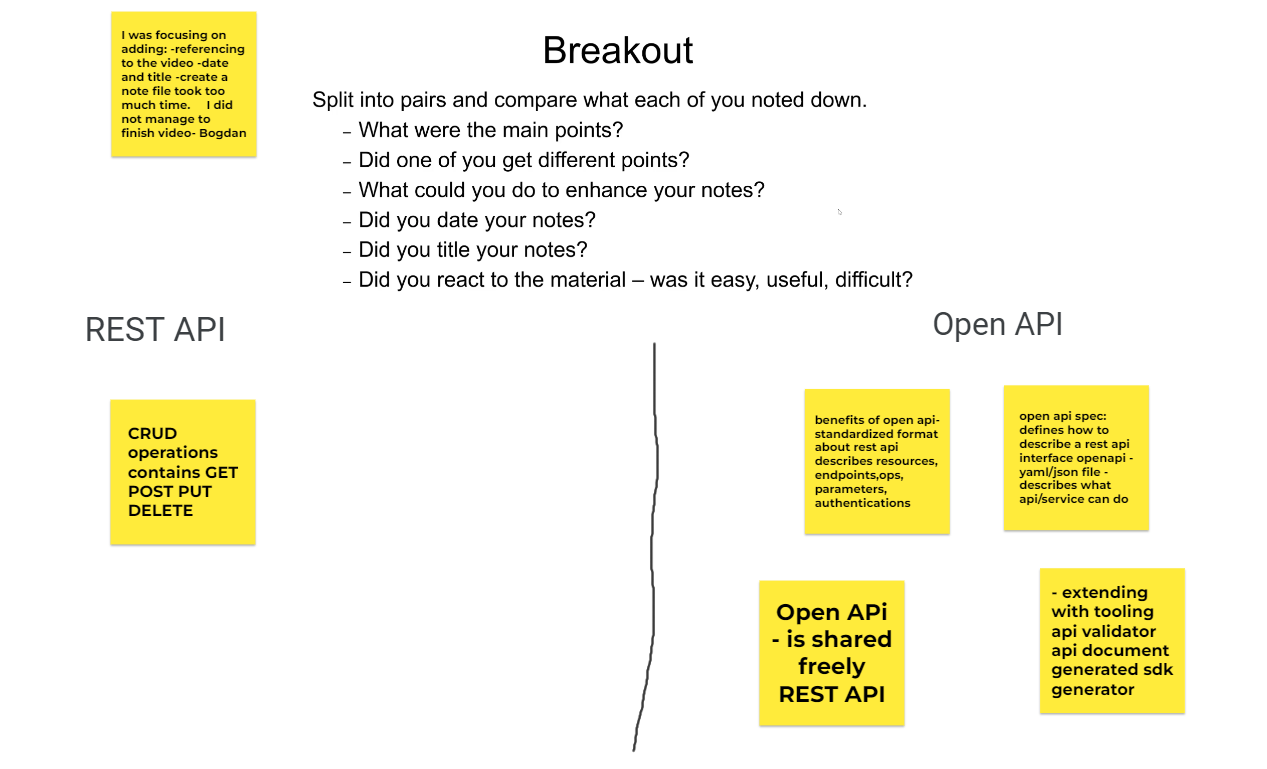 I was focusing on
adding: -referencing
to the video -date
and title -create a
note file took too
much time. I did
not manage to
finish video- Bogdan
Breakout
Split into pairs and compare what each of you noted down.
– What were the main points?
– Did one of you get different points?
– What could you do to enhance your notes?
– Did you date your notes?
– Did you title your notes?
– Did you react to the material – was it easy, useful, difficult?
REST API
CRUD
operations
contains GET
POST PUT
DELETE
Open API
benefits of open api-
standardized format
about rest api
describes resources,
endpoints,ops,
parameters,
authentications
open api spec:
defines how to
describe a rest api
interface openapi -
yaml/json file -
describes what
api/service can do
Open APi
- is shared
freely
REST API
- extending
with tooling
api validator
api document
generated sdk
generator